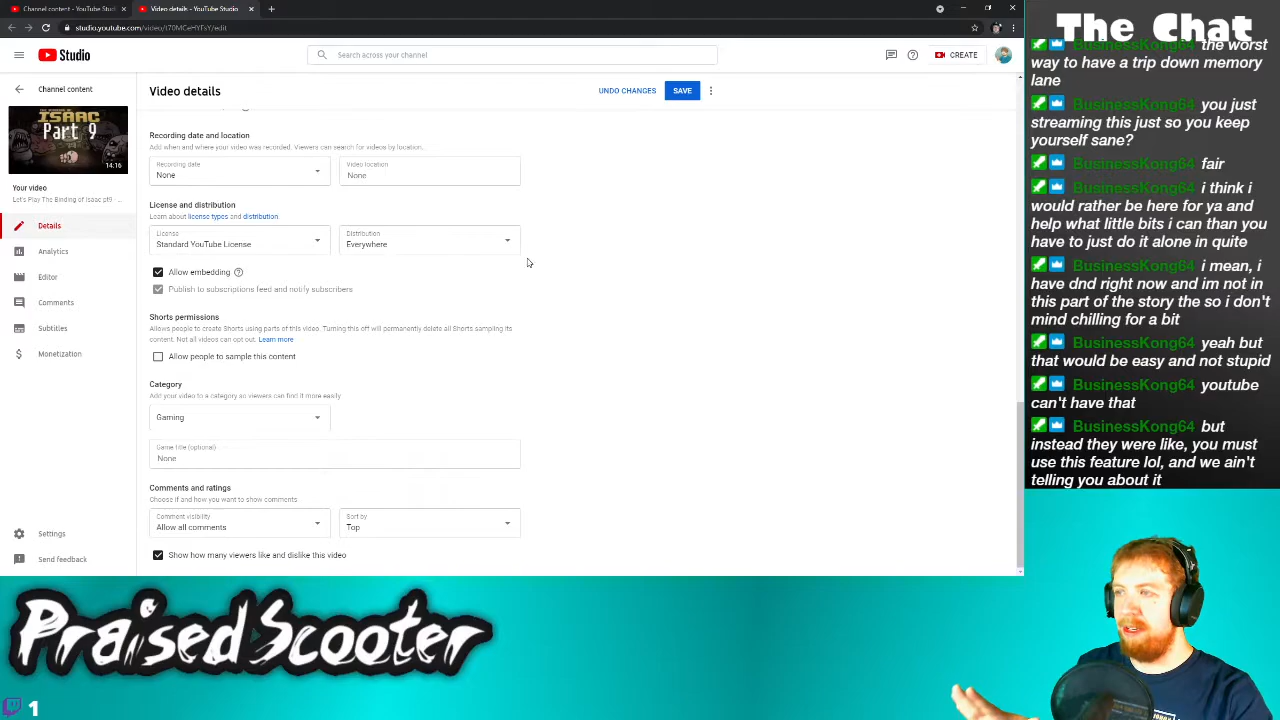 Channel content - YouTube Stud
Video details - YouTube Studio
studio.youtube.com/video/t70MCeHYFsY/edit
Studio
Search across your channel
CREATE
Channel content
ISAAC
Part 9
14:16
Your video
Let's Play The Binding of Isaac pt9 - ...
Details
Analytics
Editor
Comments
Subtitles
Monetization
Settings
Send feedback
Video details
UNDO CHANGES
SAVE
Recording date and location
Add when and where your video was recorded. Viewers can search for videos by location.
Recording date
None
Video location
None
License and distribution
Learn about license types and distribution.
License
Standard YouTube License
Distribution
Everywhere
Allow embedding
Publish to subscriptions feed and notify subscribers
Shorts permissions
Allows people to create Shorts using parts of this video. Turning this off will permanently delete all Shorts sampling its
content. Not all videos can opt out. Learn more
Allow people to sample this content
Category
Add your video to a category so viewers can find it more easily
Gaming
Game title (optional)
None
Comments and ratings
Choose if and how you want to show comments
Comment visibility
Allow all comments
Sort by
Top
Show how many viewers like and dislike this video
The Chat
BusinessKong64 the worst
way to have a trip down memory
lane
BusinessKong64 you just
streaming this just so you keep
yourself sane?
BusinessKong64 fair
BusinessKong64 i think i
would rather be here for ya and
help what little bits i can than you
have to just do it alone in quite
BusinessKong64 i mean, i
have dnd right now and im not in
this part of the story the so i don't
mind chilling for a bit
BusinessKong64 yeah but
that would be easy and not stupid
BusinessKong64 youtube
can't have that
BusinessKong64 but
instead they were like, you must
use this feature lol, and we ain't
telling you about it
PraisedScooter
1